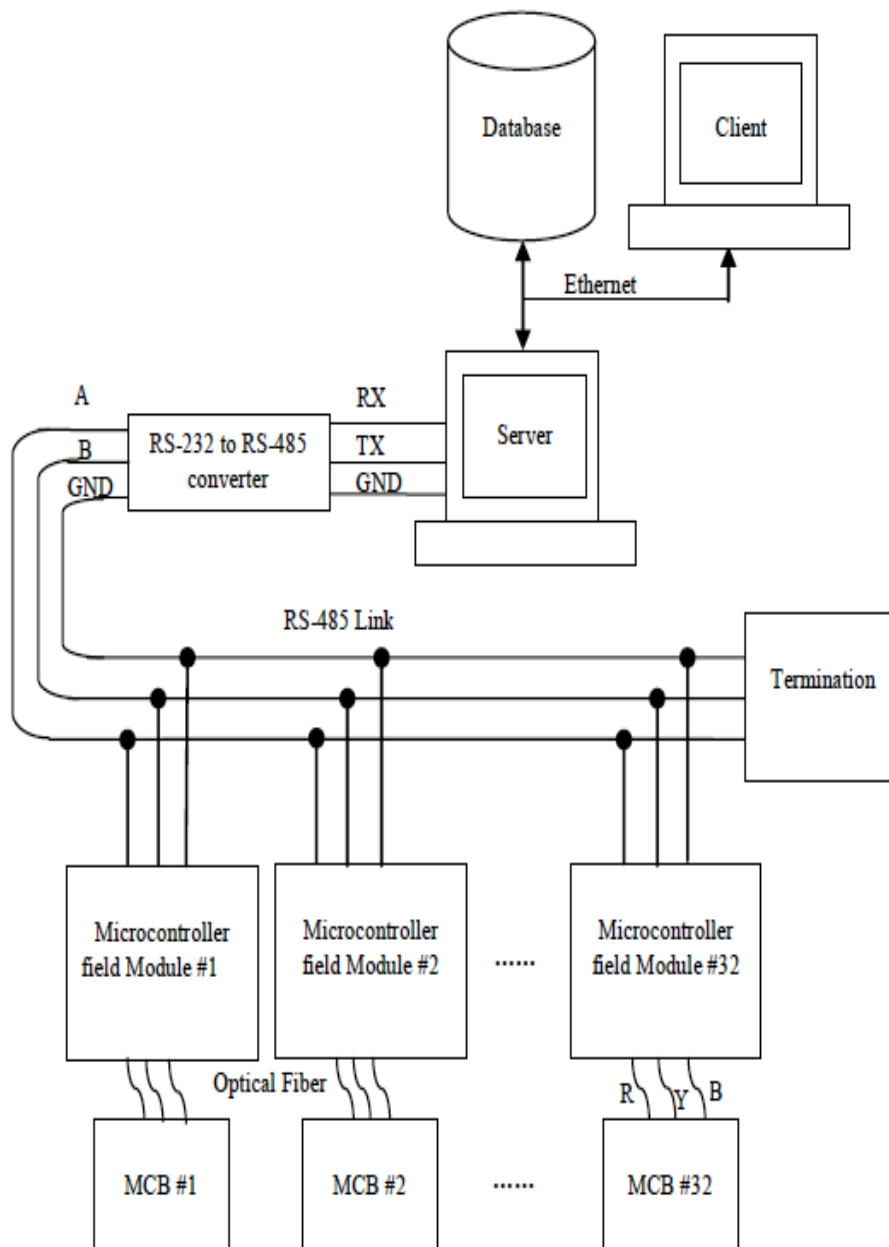 Database
Client
Ethernet
A
RX
B
RS-232 to RS-485
converter
TX
Server
GND
GND
RS-485 Link
Termination
Microcontroller
field Module #1
Microcontroller
field Module #2
......
Microcontroller
field Module #32
Optical Fiber
R
Y
B
MCB #1
MCB #2
......
MCB #32